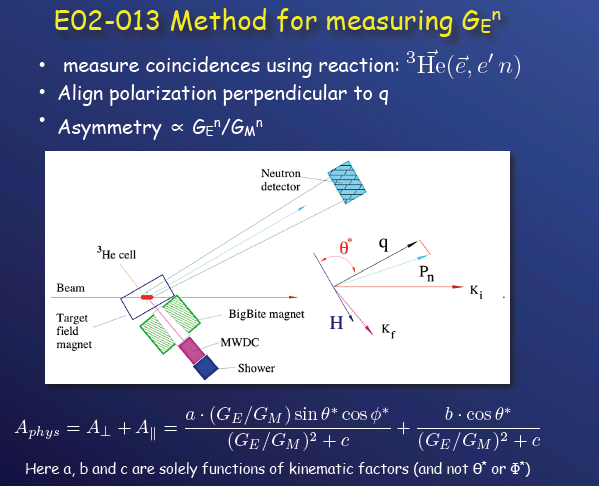 E02-013 Method for measuring G_E^n
• measure coincidences using reaction: ³H⃗e(e⃗, e′ n)
• Align polarization perpendicular to q
• Asymmetry ∝ G_E^n/G_M^n
Neutron
detector
³He cell
Beam
Target
field
magnet
BigBite magnet
MWDC
Shower
θ*
q
P_n
K_i
H
K_f
A_phys = A_⊥ + A_∥ = a · (G_E/G_M) sin θ* cos ϕ* / (G_E/G_M)² + c + b · cos θ* / (G_E/G_M)² + c
Here a, b and c are solely functions of kinematic factors (and not θ* or Φ*)